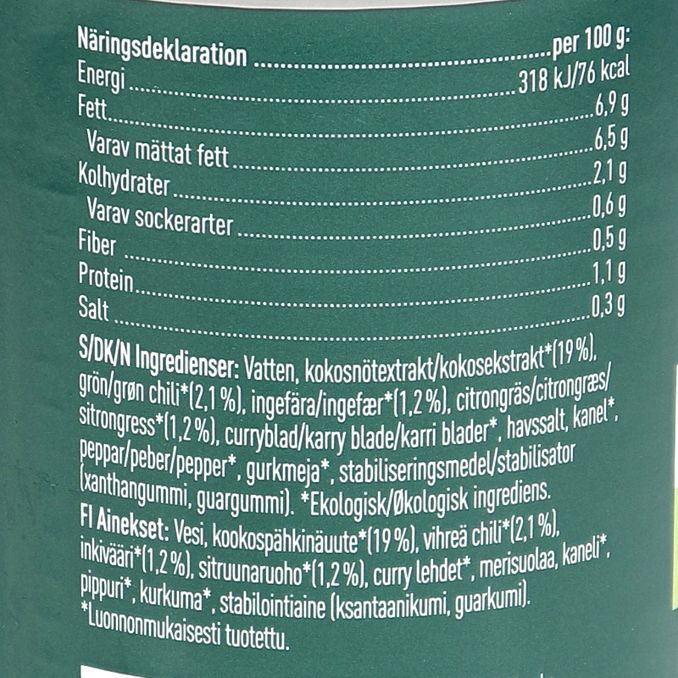 Näringsdeklaration ..........per 100 g:
Energi .......... 318 kJ/76 kcal
Fett..........6,9 g
Varav mättat fett ..........6,5 g
Kolhydrater ..........2,1 g
Varav sockerarter ..........0,6 g
Fiber ..........0,5 g
Protein..........1,1 g
Salt ..........0,3 g
S/DK/N Ingredienser: Vatten, kokosnötextrakt/kokosekstrakt*(19%),
grön/grøn chili*(2,1%), ingefära/ingefær*(1,2%), citrongräs/citrongræs/
sitrongress*(1,2%), curryblad/karry blade/karri blader*, havssalt, kanel*,
peppar/peber/pepper*, gurkmeja*, stabiliseringsmedel/stabilisator
(xanthangummi, guargummi). *Ekologisk/Økologisk ingrediens.
FI Ainekset: Vesi, kookospähkinäuute*(19%), vihreä chili*(2,1%),
inkivääri*(1,2%), sitruunaruoho*(1,2%), curry lehdet*, merisuolaa, kaneli*,
pippuri*, kurkuma*, stabilointiaine (ksantaanikumi, guarkumi).
*Luonnonmukaisesti tuotettu.